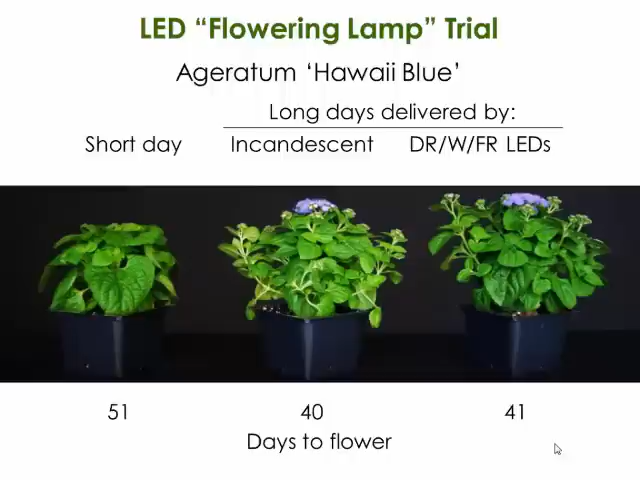 LED “Flowering Lamp” Trial
Ageratum ‘Hawaii Blue’
Long days delivered by:
Short day Incandescent DR/W/FR LEDs
51 40 41
Days to flower